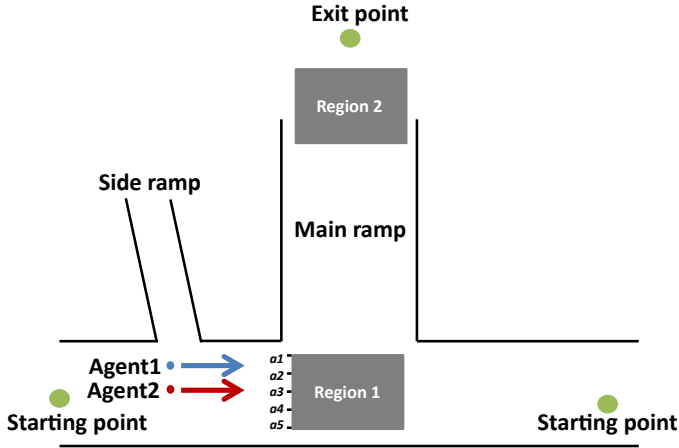 Exit point
Region 2
Side ramp
Main ramp
Agent1
Agent2
a1
a2
a3
a4
a5
Region 1
Starting point
Starting point